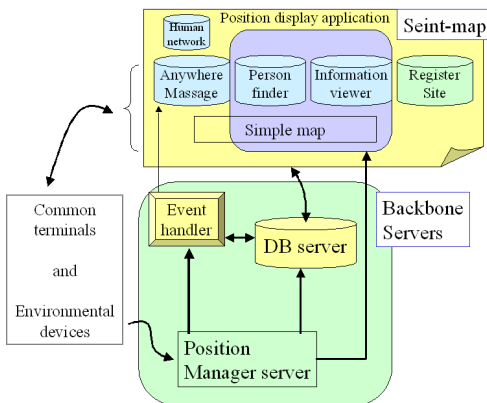 Position display application
Seint-map
Human
network
Anywhere
Massage
Person
finder
Information
viewer
Register
Site
Simple map
Common
terminals
and
Environmental
devices
Event
handler
DB server
Backbone
Servers
Position
Manager server